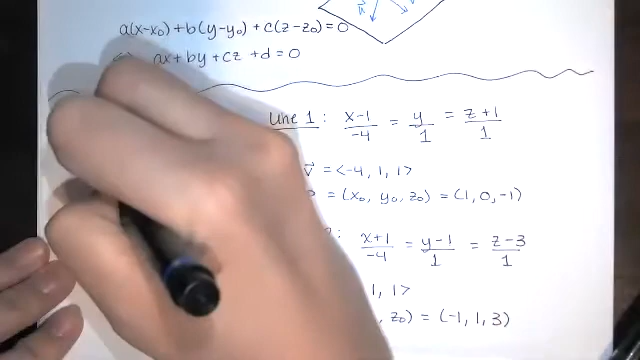 a(x-x₀)+b(y-y₀)+c(z-z₀)=0
ax+by+cz+d=0
Line 1: (x-1)/-4 = y/1 = (z+1)/1
v⃗ = <-4, 1, 1>
= (x₀, y₀, z₀) = (1, 0, -1)
: (x+1)/-4 = (y-1)/1 = (z-3)/1
1, 1>
, z₀) = (-1, 1, 3)